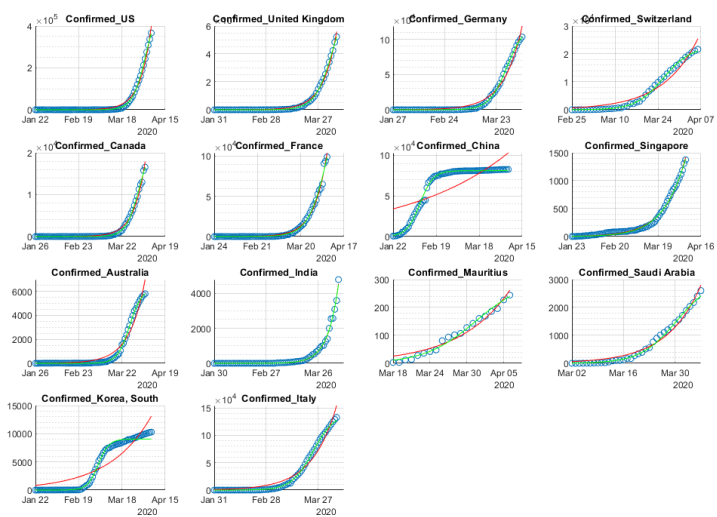 Confirmed_US
Confirmed_United Kingdom
Confirmed_Germany
Confirmed_Switzerland
×10^5
4
2
0
Jan 22 Feb 19 Mar 18 Apr 15
2020
6
4
2
0
Jan 31 Feb 28 Mar 27
2020
10
5
0
Jan 27 Feb 24 Mar 23
2020
3
2
1
0
Feb 25 Mar 10 Mar 24 Apr 07
2020
Confirmed_Canada
Confirmed_France
Confirmed_China
Confirmed_Singapore
2
1
0
Jan 26 Feb 23 Mar 22 Apr 19
2020
×10^4
10
5
0
Jan 24 Feb 21 Mar 20 Apr 17
2020
×10^4
10
5
0
Jan 22 Feb 19 Mar 18 Apr 15
2020
1500
1000
500
0
Jan 23 Feb 20 Mar 19 Apr 16
2020
Confirmed_Australia
Confirmed_India
Confirmed_Mauritius
Confirmed_Saudi Arabia
6000
4000
2000
0
Jan 26 Feb 23 Mar 22 Apr 19
2020
4000
2000
0
Jan 30 Feb 27 Mar 26
2020
300
200
100
0
Mar 18 Mar 24 Mar 30 Apr 05
2020
3000
2000
1000
0
Mar 02 Mar 16 Mar 30
2020
Confirmed_Korea, South
Confirmed_Italy
15000
10000
5000
0
Jan 22 Feb 19 Mar 18 Apr 15
2020
×10^4
15
10
5
0
Jan 31 Feb 28 Mar 27
2020